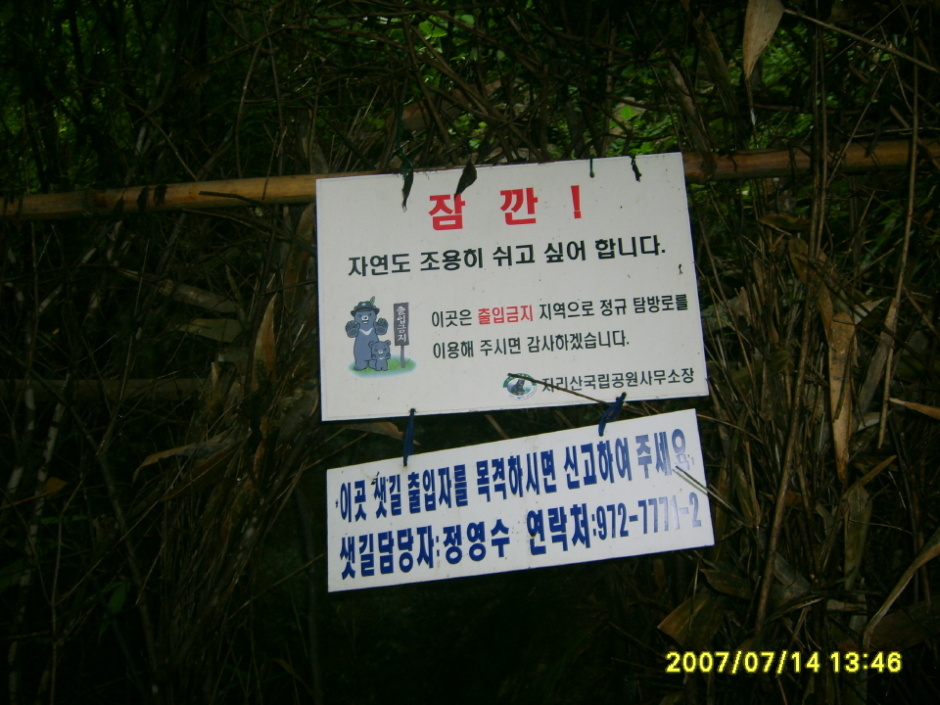 잠깐!
자연도 조용히 쉬고 싶어 합니다.
출입금지
이곳은 출입금지 지역으로 정규 탐방로를
이용해 주시면 감사하겠습니다.
지리산국립공원사무소장
이곳 샛길 출입자를 목격하시면 신고하여 주세요,
샛길담당자:정영수 연락처:972-7771-2
2007/07/14 13:46